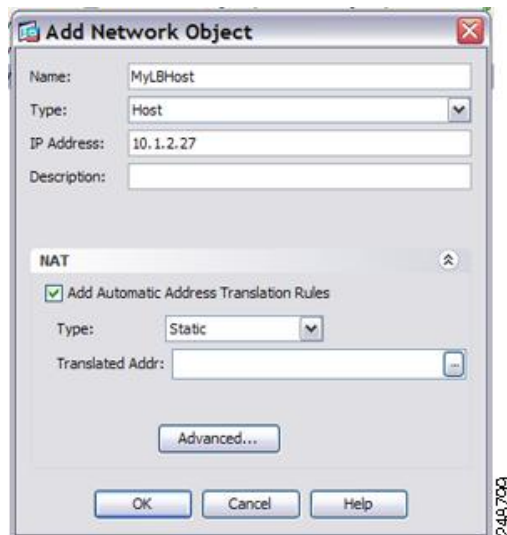 Add Network Object
Name: MyLBHost
Type: Host
IP Address: 10.1.2.27
Description:
NAT
Add Automatic Address Translation Rules
Type: Static
Translated Addr: ...
Advanced...
OK Cancel Help
248799